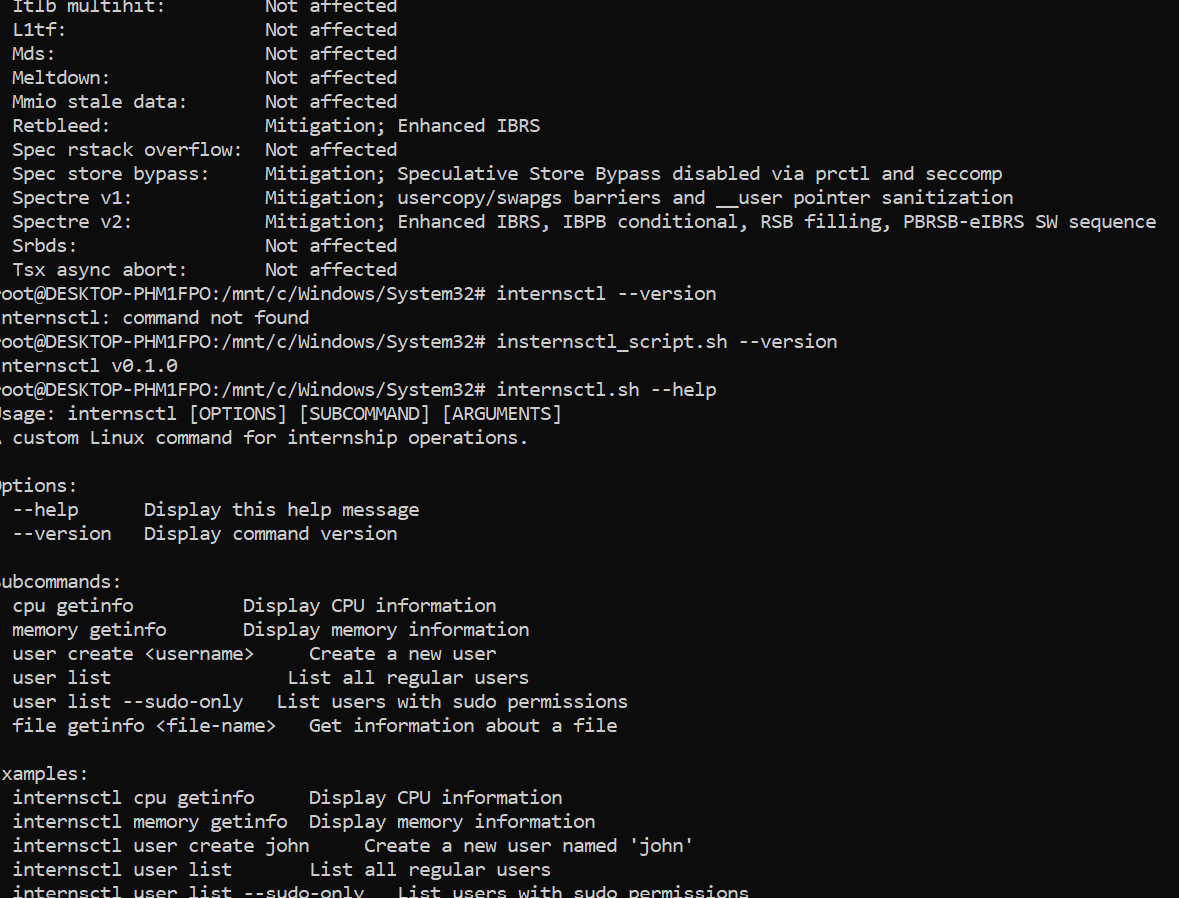 Itlb multihit: Not affected
L1tf: Not affected
Mds: Not affected
Meltdown: Not affected
Mmio stale data: Not affected
Retbleed: Mitigation; Enhanced IBRS
Spec rstack overflow: Not affected
Spec store bypass: Mitigation; Speculative Store Bypass disabled via prctl and seccomp
Spectre v1: Mitigation; usercopy/swapgs barriers and __user pointer sanitization
Spectre v2: Mitigation; Enhanced IBRS, IBPB conditional, RSB filling, PBRSB-eIBRS SW sequence
Srbds: Not affected
Tsx async abort: Not affected
root@DESKTOP-PHM1FPO:/mnt/c/Windows/System32# internsctl --version
internsctl: command not found
root@DESKTOP-PHM1FPO:/mnt/c/Windows/System32# insternsctl_script.sh --version
internsctl v0.1.0
root@DESKTOP-PHM1FPO:/mnt/c/Windows/System32# internsctl.sh --help
Usage: internsctl [OPTIONS] [SUBCOMMAND] [ARGUMENTS]
A custom Linux command for internship operations.
Options:
--help Display this help message
--version Display command version
Subcommands:
cpu getinfo Display CPU information
memory getinfo Display memory information
user create <username> Create a new user
user list List all regular users
user list --sudo-only List users with sudo permissions
file getinfo <file-name> Get information about a file
Examples:
internsctl cpu getinfo Display CPU information
internsctl memory getinfo Display memory information
internsctl user create john Create a new user named 'john'
internsctl user list List all regular users
internsctl user list --sudo-only List users with sudo permissions